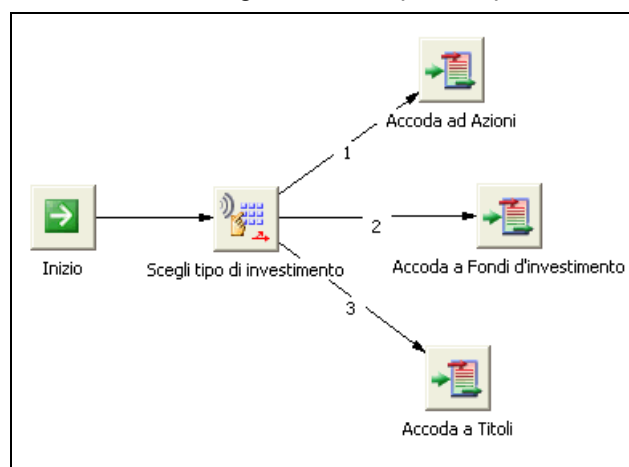 Accoda ad Azioni
1
Inizio
Scegli tipo di investimento
2
Accoda a Fondi d'investimento
3
Accoda a Titoli